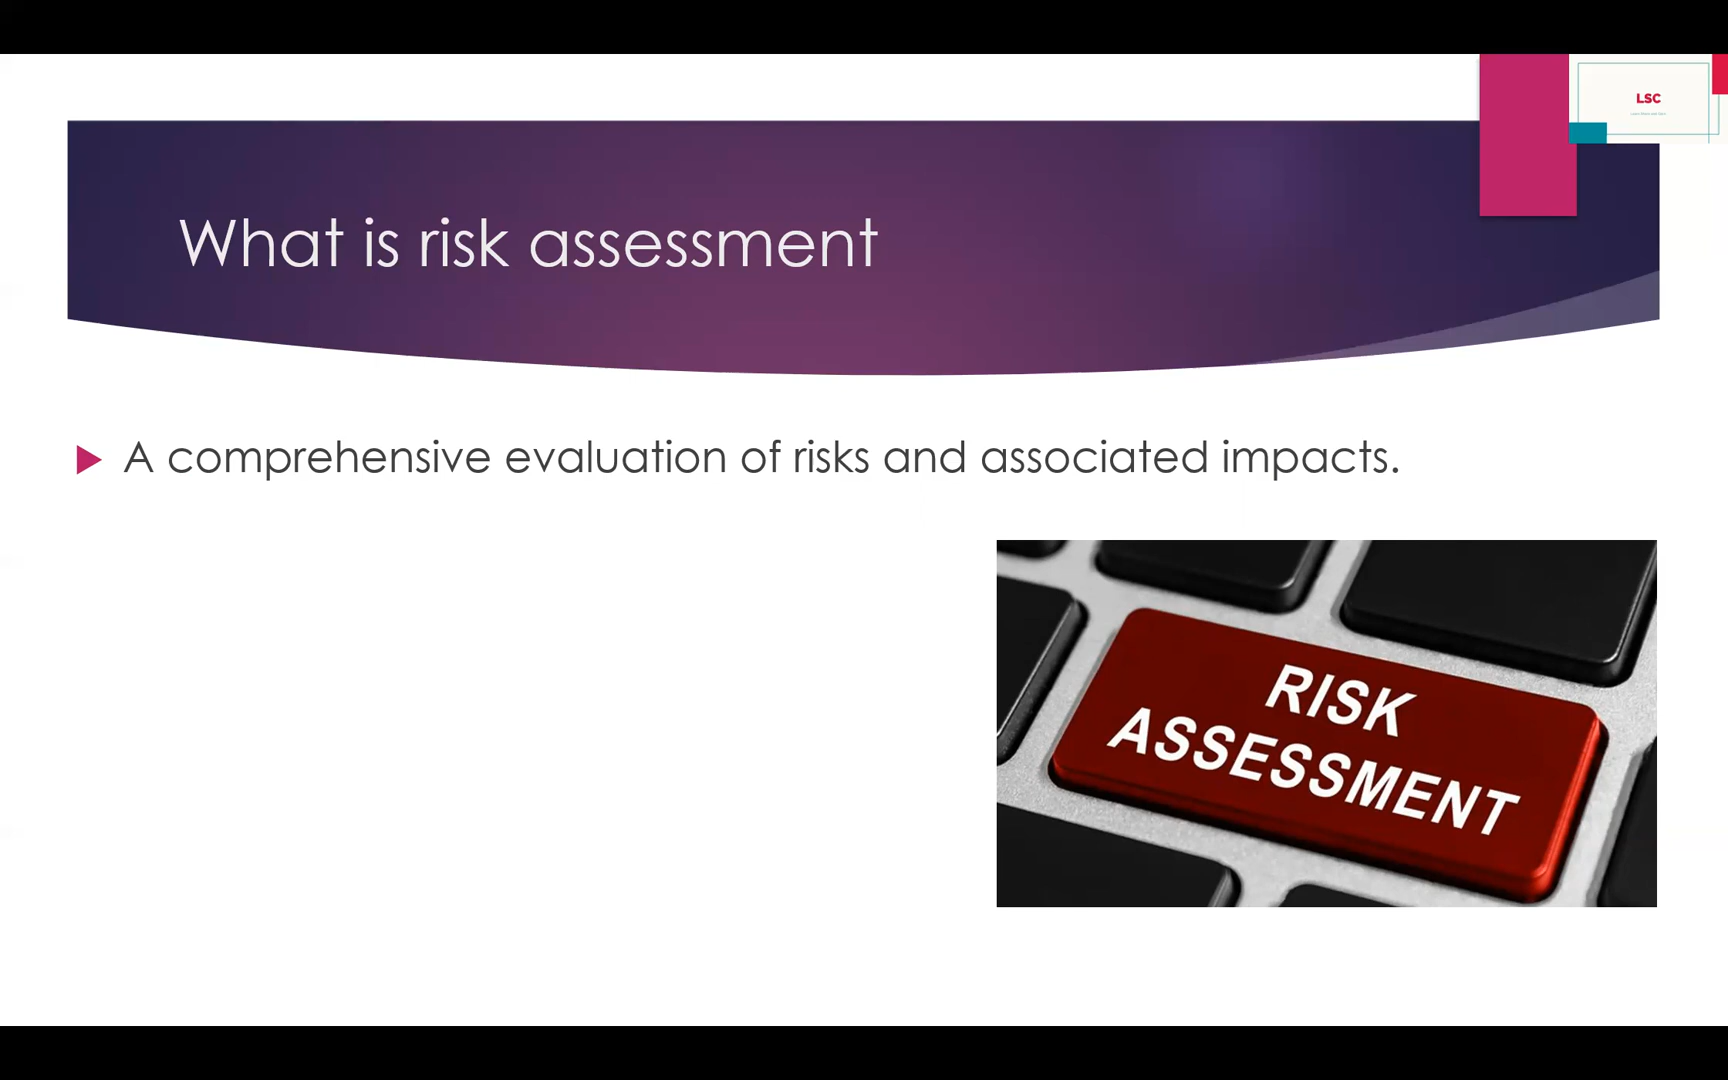 LSC
What is risk assessment
A comprehensive evaluation of risks and associated impacts.
RISK
ASSESSMENT